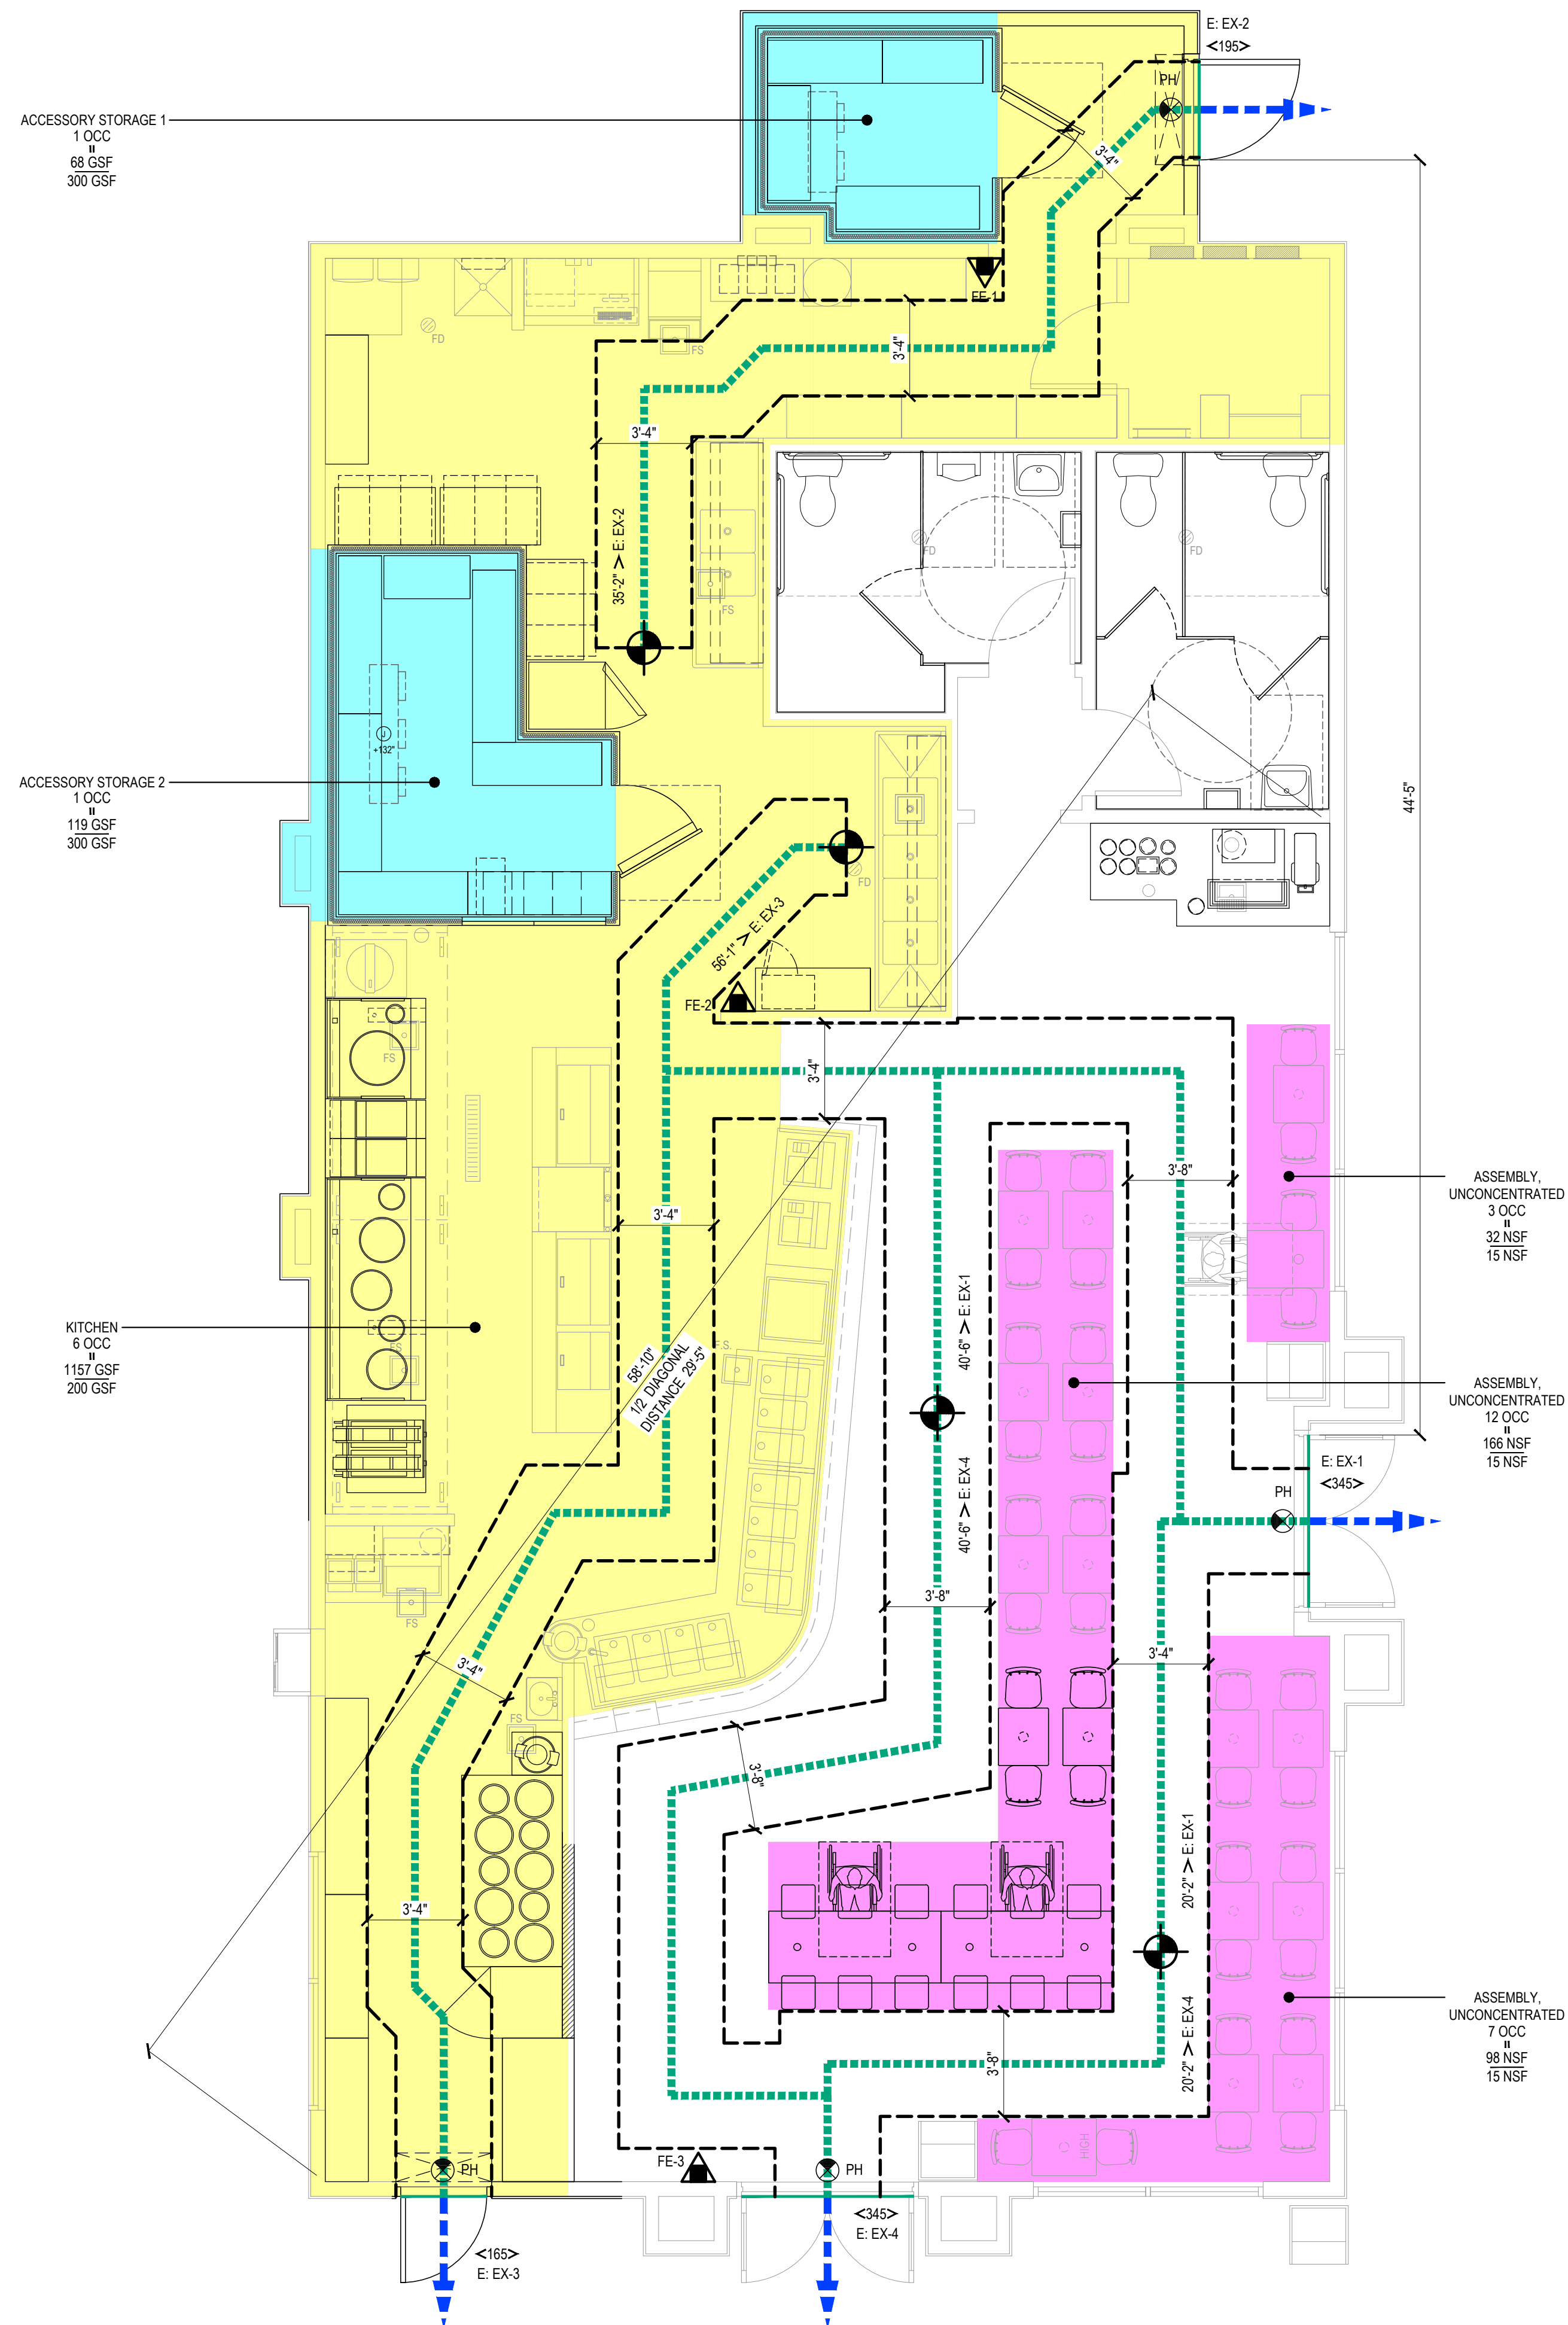 E: EX-2
<195>
PH
ACCESSORY STORAGE 1
1 OCC
=
68 GSF
300 GSF
3'-4"
FE-1
FD
FS
3'-4"
3'-4"
35'-2" > E: EX-2
FD
FD
FS
J
+132"
ACCESSORY STORAGE 2
1 OCC
=
119 GSF
300 GSF
44'-5"
FD
56'-1" > E: EX-3
FE-2
FS
3'-4"
3'-8"
ASSEMBLY,
UNCONCENTRATED
3 OCC
=
32 NSF
15 NSF
3'-4"
KITCHEN
6 OCC
=
1157 GSF
200 GSF
FS
F.S.
58'-10"
1/2 DIAGONAL
DISTANCE 29'-5"
40'-6" > E: EX-1
40'-6" > E: EX-4
ASSEMBLY,
UNCONCENTRATED
12 OCC
=
166 NSF
15 NSF
E: EX-1
<345>
PH
FS
3'-8"
3'-4"
3'-4"
FS
3'-8"
3'-4"
20'-2" > E: EX-1
20'-2" > E: EX-4
ASSEMBLY,
UNCONCENTRATED
7 OCC
=
98 NSF
15 NSF
3'-8"
HIGH
FE-3
PH
PH
<345>
E: EX-4
<165>
E: EX-3